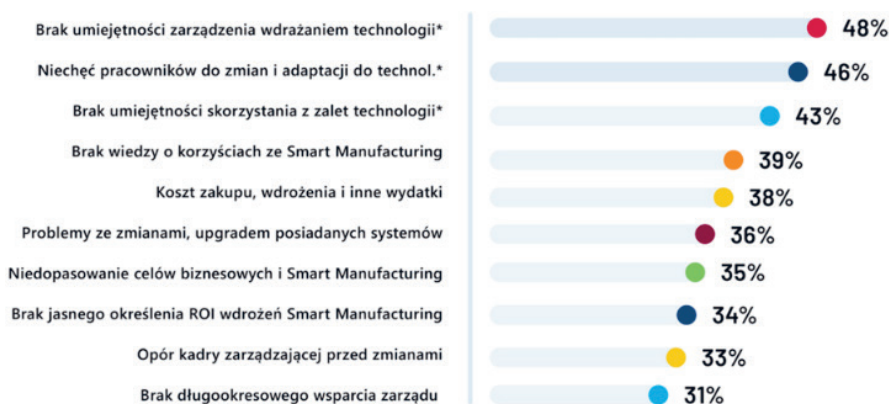 Brak umiejętności zarządzenia wdrażaniem technologii* 48%
Niechęć pracowników do zmian i adaptacji do technol.* 46%
Brak umiejętności skorzystania z zalet technologii* 43%
Brak wiedzy o korzyściach ze Smart Manufacturing 39%
Koszt zakupu, wdrożenia i inne wydatki 38%
Problemy ze zmianami, upgradem posiadanych systemów 36%
Niedopasowanie celów biznesowych i Smart Manufacturing 35%
Brak jasnego określenia ROI wdrożeń Smart Manufacturing 34%
Opór kadry zarządzającej przed zmianami 33%
Brak długookresowego wsparcia zarządu 31%